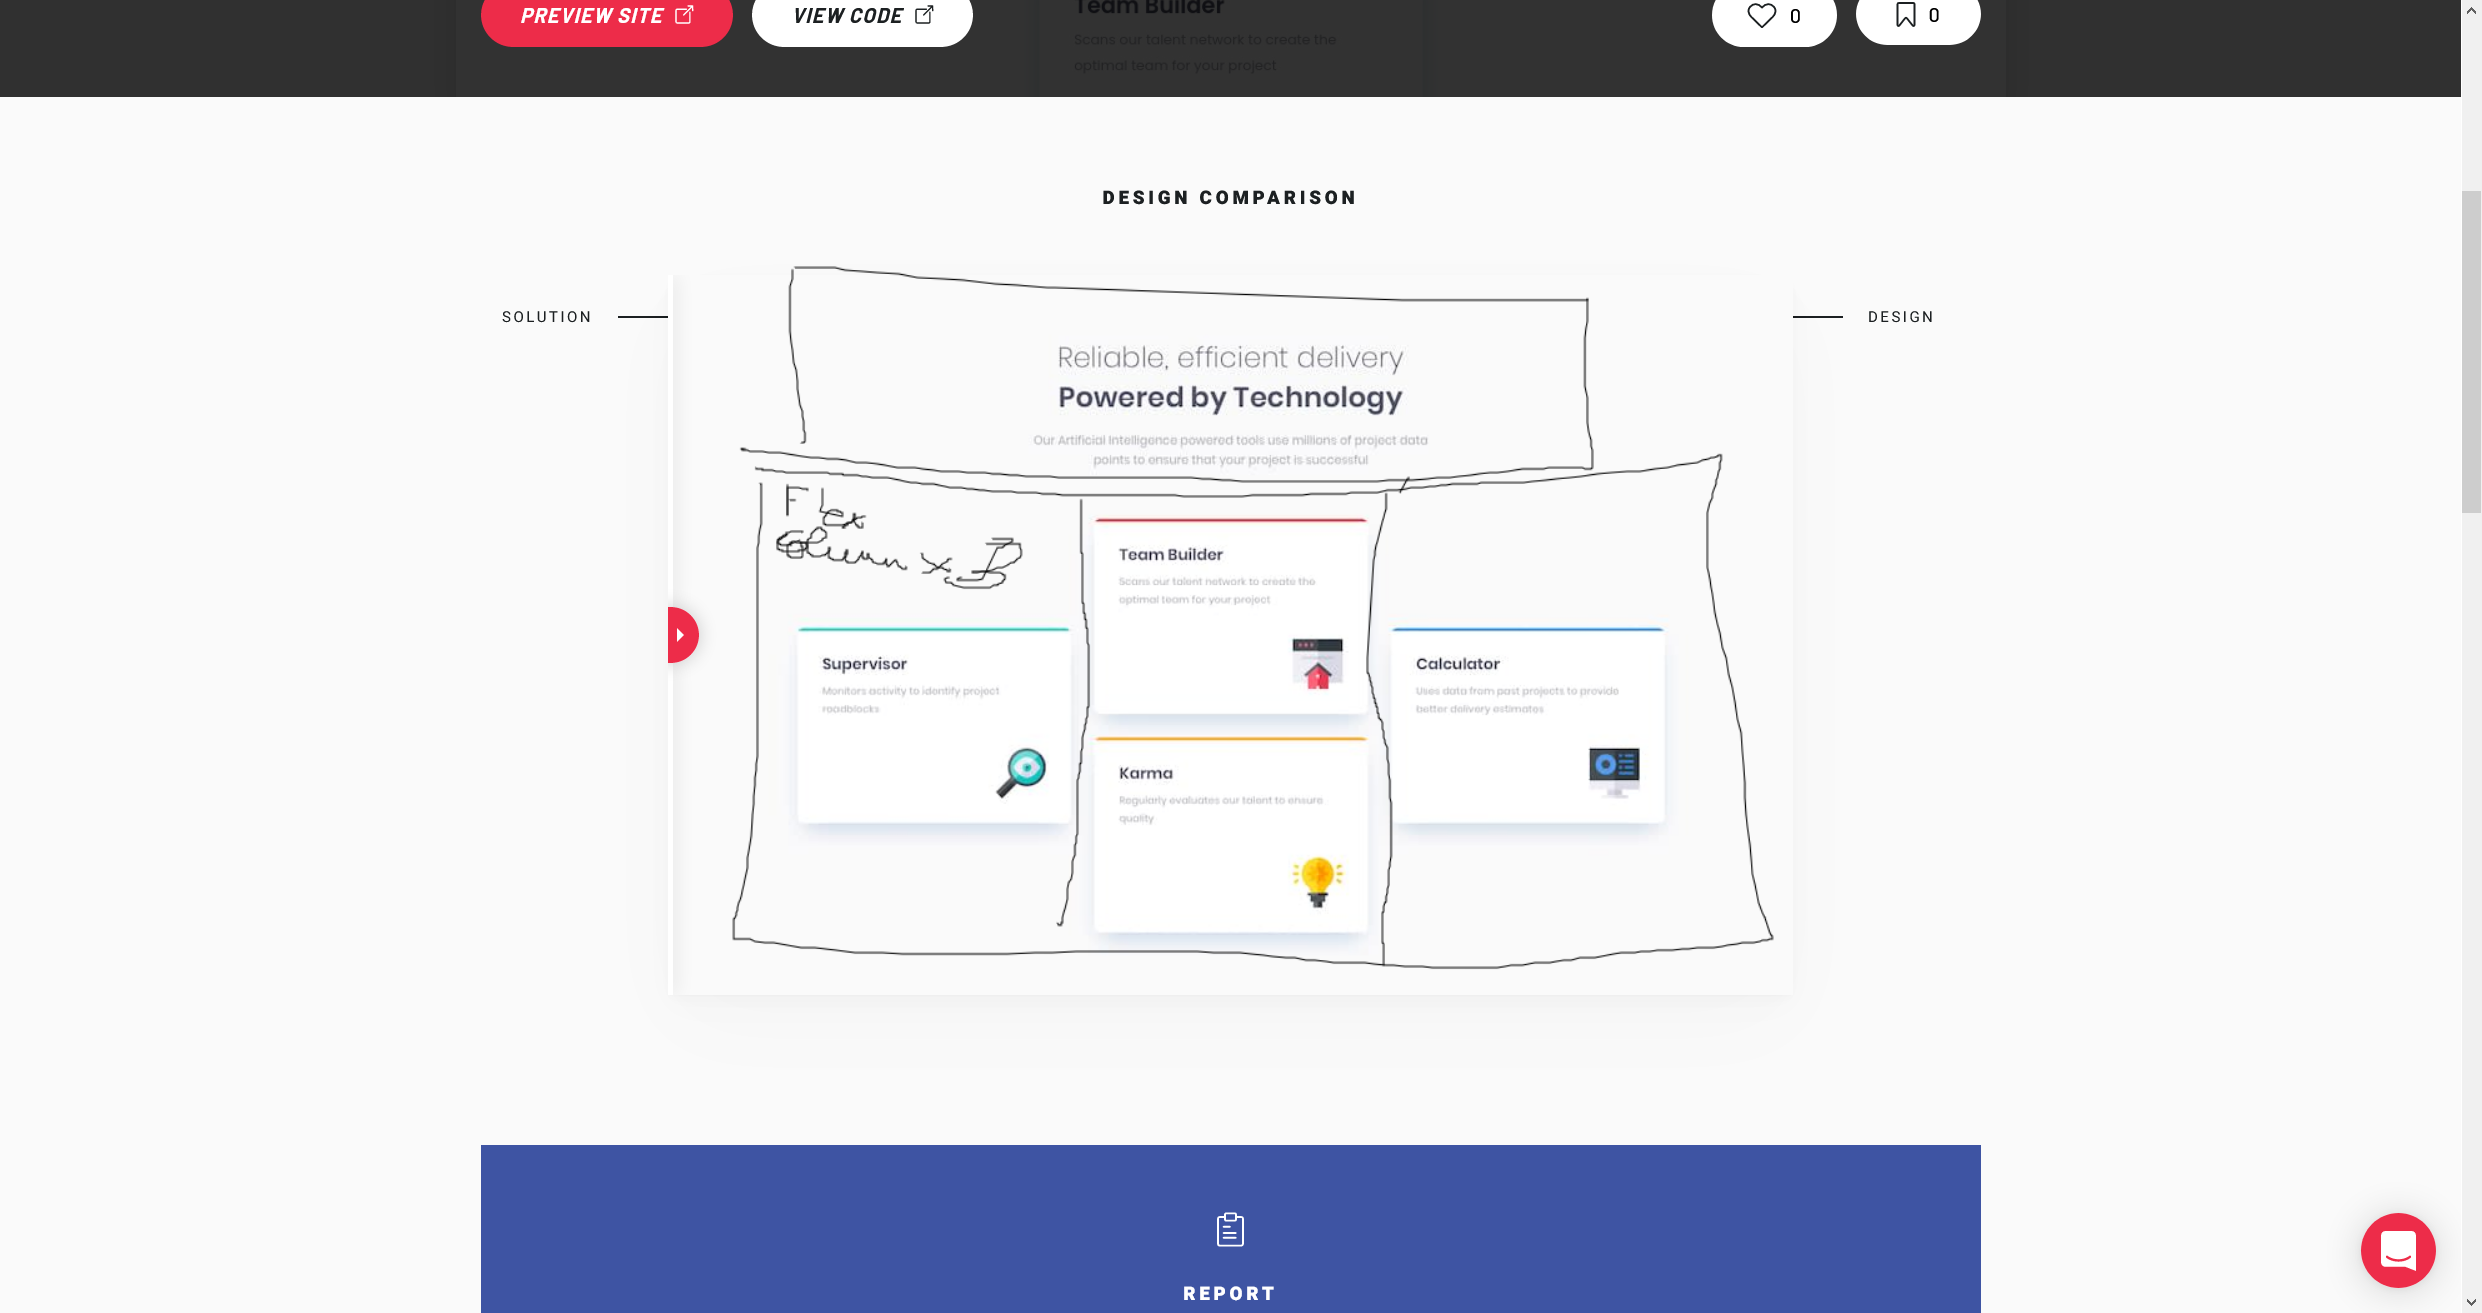 Team Builder
PREVIEW SITE
VIEW CODE
0
0
Scans our talent network to create the
optimal team for your project
DESIGN COMPARISON
SOLUTION
DESIGN
Reliable, efficient delivery
Powered by Technology
Our Artificial Intelligence powered tools use millions of project data
points to ensure that your project is successful
Flex
Column x 3
Team Builder
Scans our talent network to create the
optimal team for your project
Supervisor
Monitors activity to identify project
roadblocks
Calculator
Uses data from past projects to provide
better delivery estimates
Karma
Regularly evaluates our talent to ensure
quality
REPORT